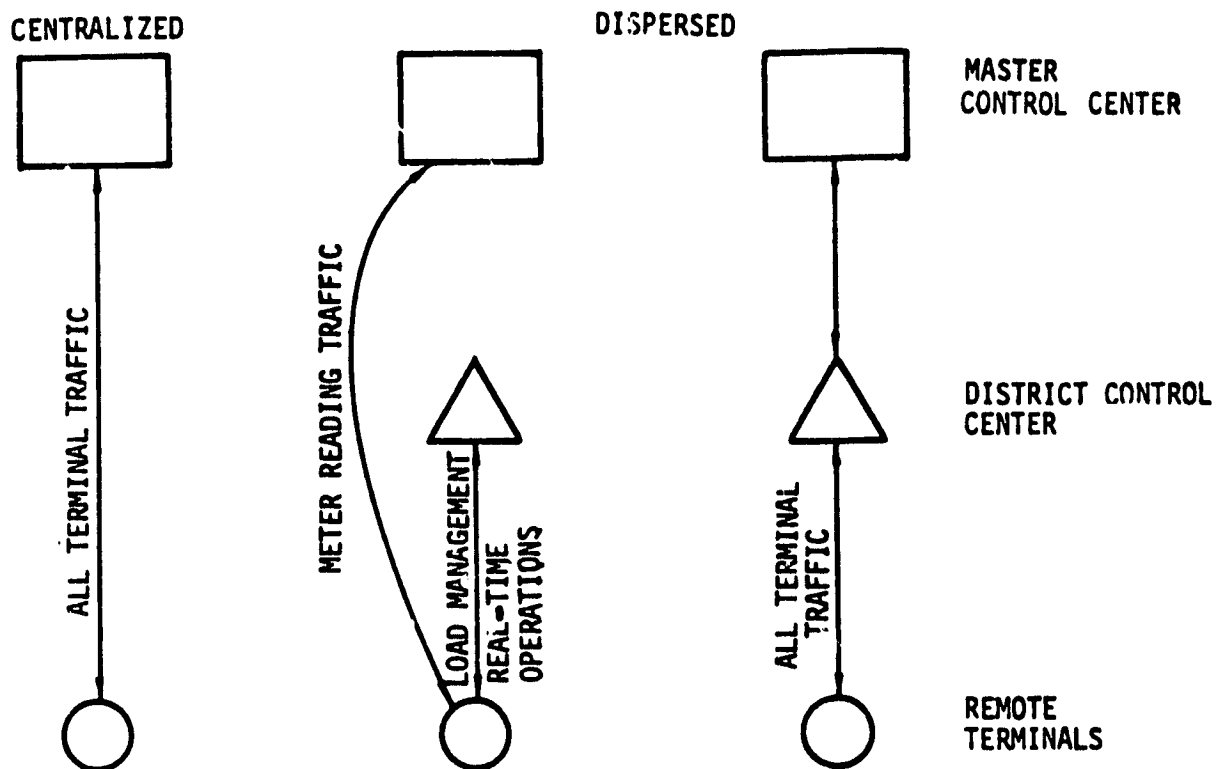 CENTRALIZED
DISPERSED
MASTER
CONTROL CENTER
ALL TERMINAL TRAFFIC
METER READING TRAFFIC
LOAD MANAGEMENT
REAL-TIME
OPERATIONS
ALL TERMINAL
TRAFFIC
DISTRICT CONTROL
CENTER
REMOTE
TERMINALS